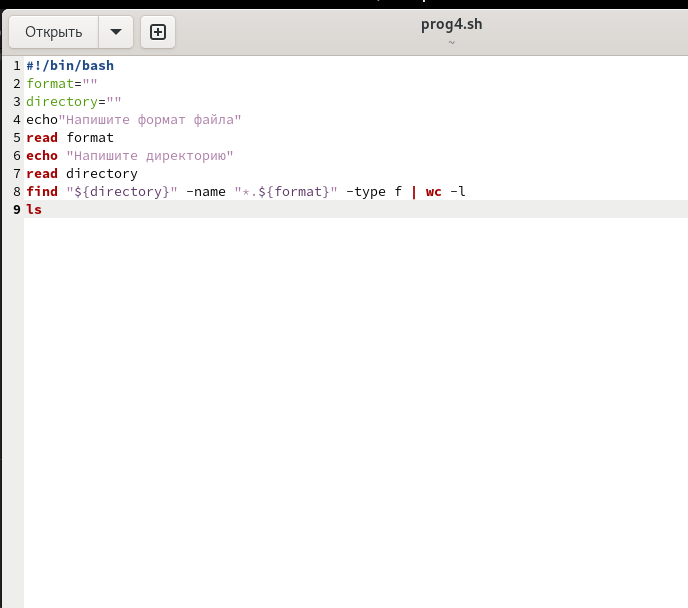 Открыть
prog4.sh
~
1 #!/bin/bash
2 format=""
3 directory=""
4 echo"Напишите формат файла"
5 read format
6 echo "Напишите директорию"
7 read directory
8 find "${directory}" -name "*.${format}" -type f | wc -l
9 ls